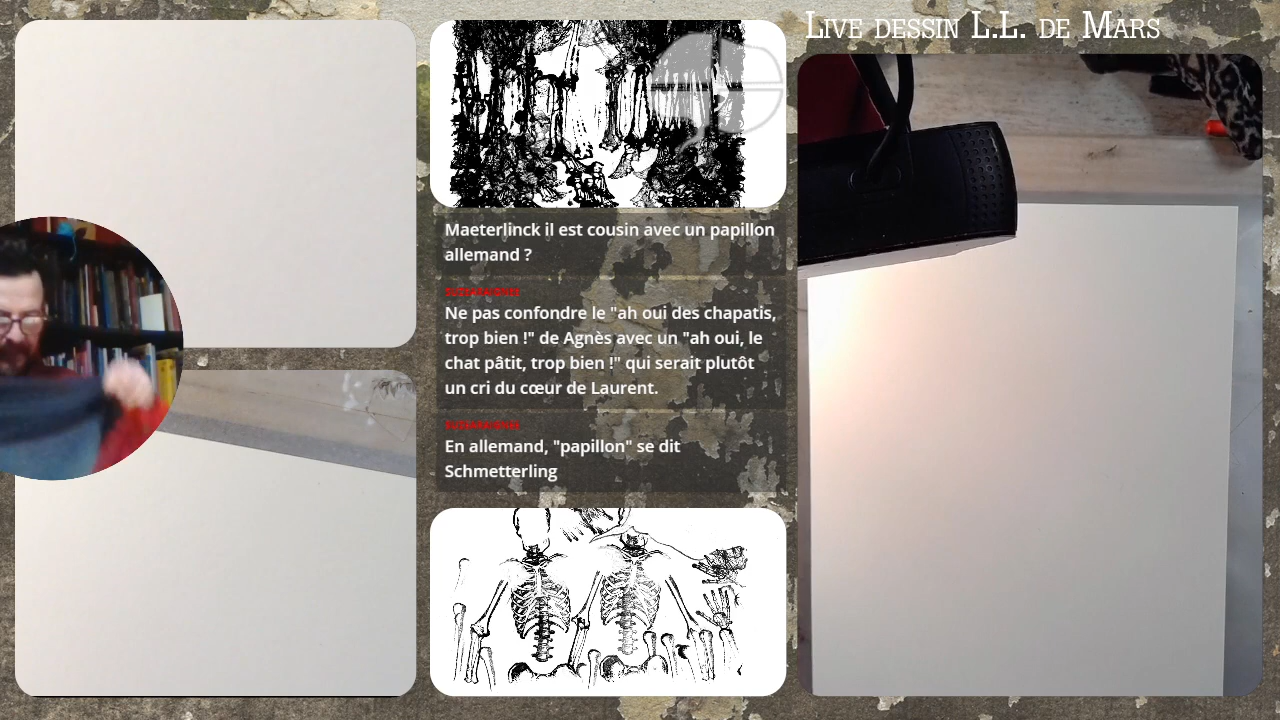 Live dessin L.L. de Mars
Maeterlinck il est cousin avec un papillon
allemand ?
Ne pas confondre le "ah oui des chapatis,
trop bien !" de Agnès avec un "ah oui, le
chat pâtit, trop bien !" qui serait plutôt
un cri du cœur de Laurent.
En allemand, "papillon" se dit
Schmetterling